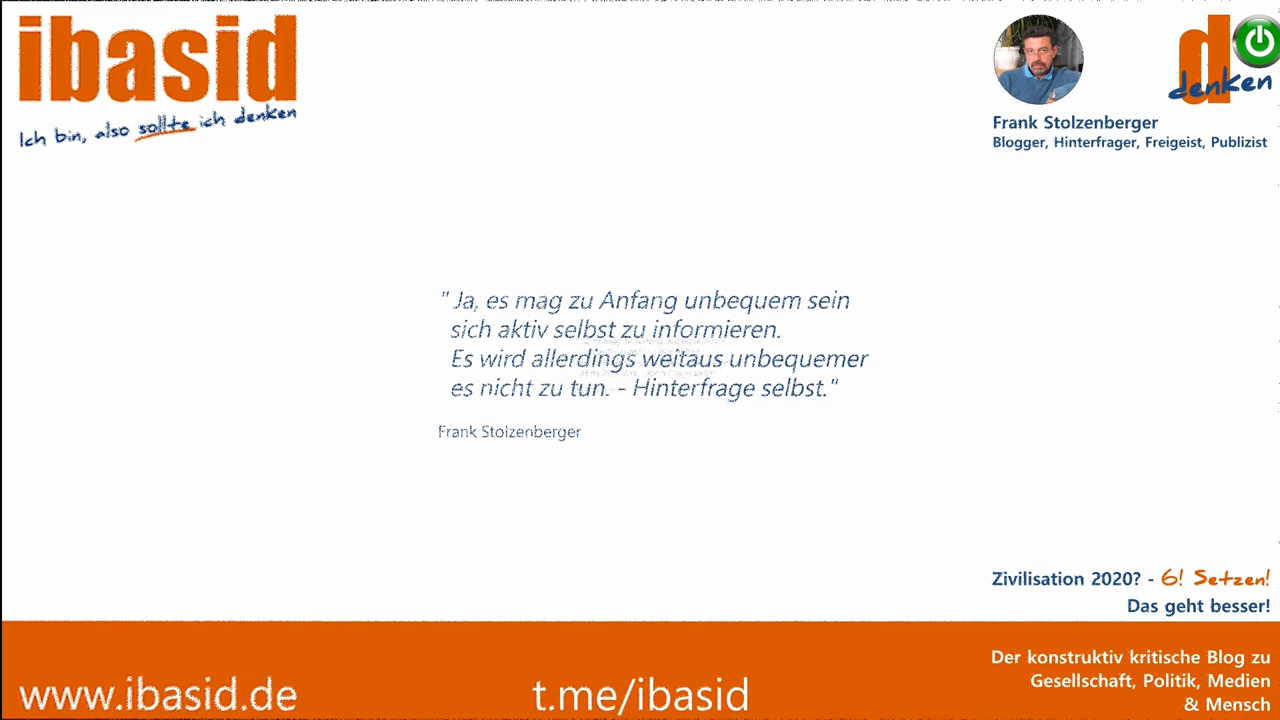 ibasid
Ich bin, also sollte ich denken
d
denken
Frank Stolzenberger
Blogger, Hinterfrager, Freigeist, Publizist
" Ja, es mag zu Anfang unbequem sein
sich aktiv selbst zu informieren.
Es wird allerdings weitaus unbequemer
es nicht zu tun. - Hinterfrage selbst."
Frank Stolzenberger
Zivilisation 2020? - 6! Setzen!
Das geht besser!
www.ibasid.de
t.me/ibasid
Der konstruktiv kritische Blog zu
Gesellschaft, Politik, Medien
& Mensch